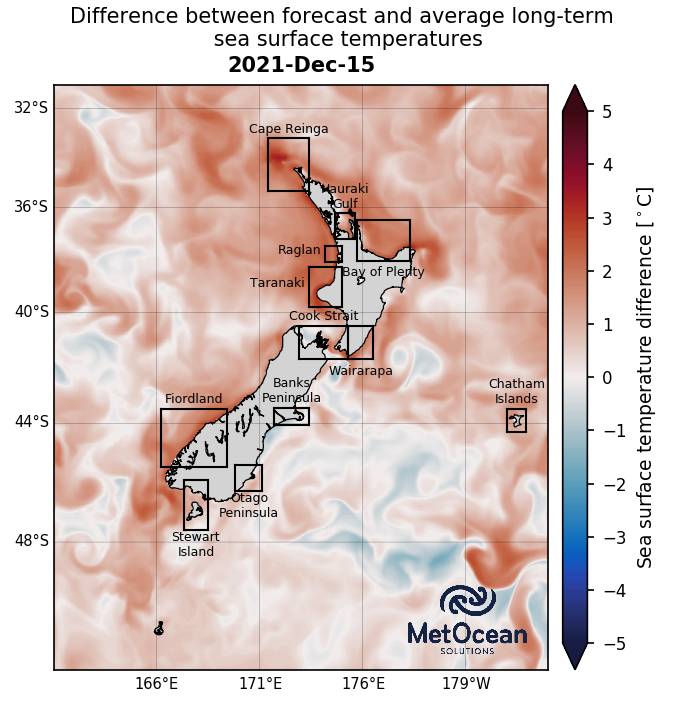 Difference between forecast and average long-term
sea surface temperatures
2021-Dec-15
32°S
36°S
40°S
44°S
48°S
166°E
171°E
176°E
179°W
Cape Reinga
Hauraki
Gulf
Raglan
Bay of Plenty
Taranaki
Cook Strait
Wairarapa
Banks
Peninsula
Fiordland
Chatham
Islands
Otago
Peninsula
Stewart
Island
MetOcean
SOLUTIONS
5
4
3
2
1
0
−1
−2
−3
−4
−5
Sea surface temperature difference [°C]